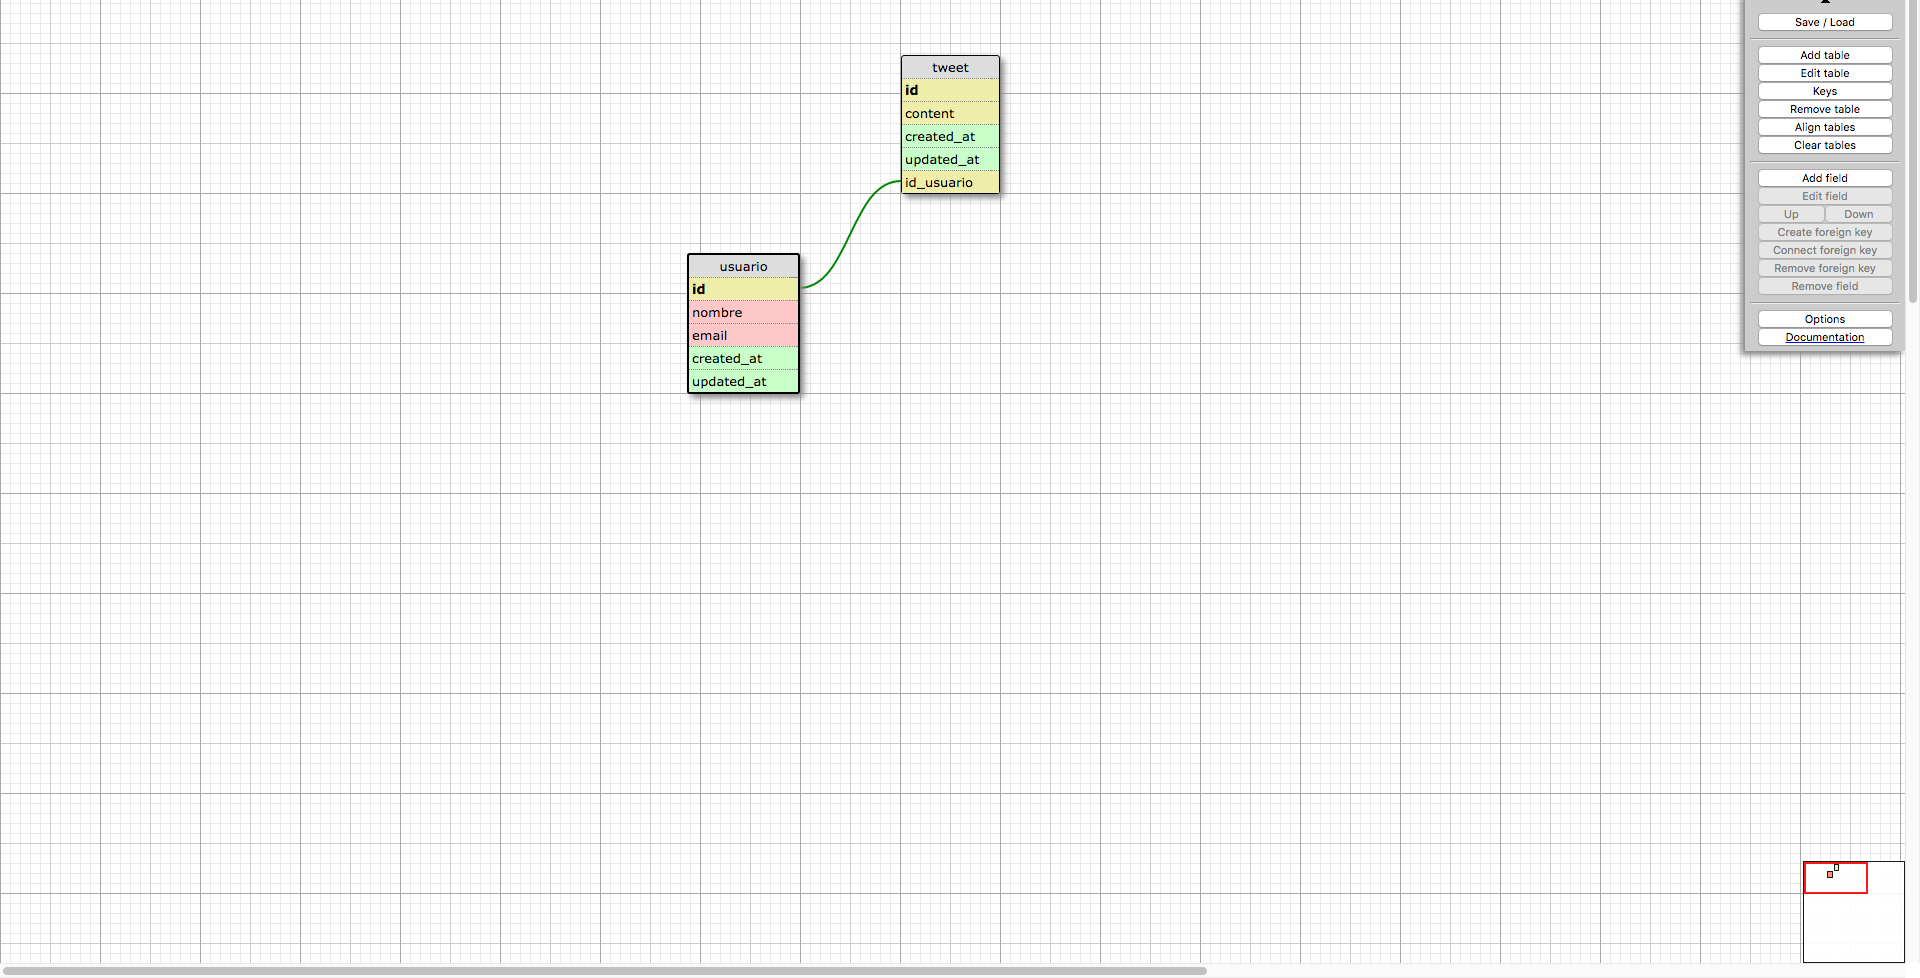 tweet
id
content
created_at
updated_at
id_usuario
usuario
id
nombre
email
created_at
updated_at
Save / Load
Add table
Edit table
Keys
Remove table
Align tables
Clear tables
Add field
Edit field
Up Down
Create foreign key
Connect foreign key
Remove foreign key
Remove field
Options
Documentation